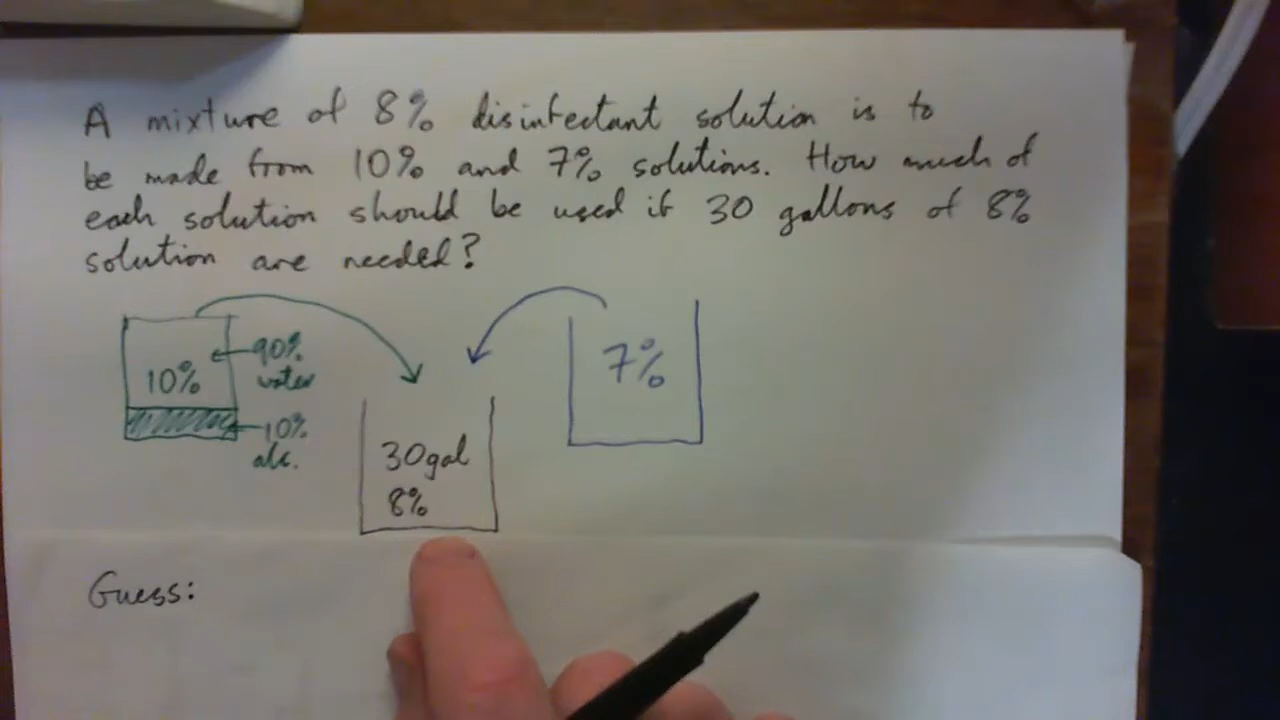 A mixture of 8% disinfectant solution is to
be made from 10% and 7% solutions. How much of
each solution should be used if 30 gallons of 8%
solution are needed?
10%
90%
water
10%
alc.
7%
30gal
8%
Guess: